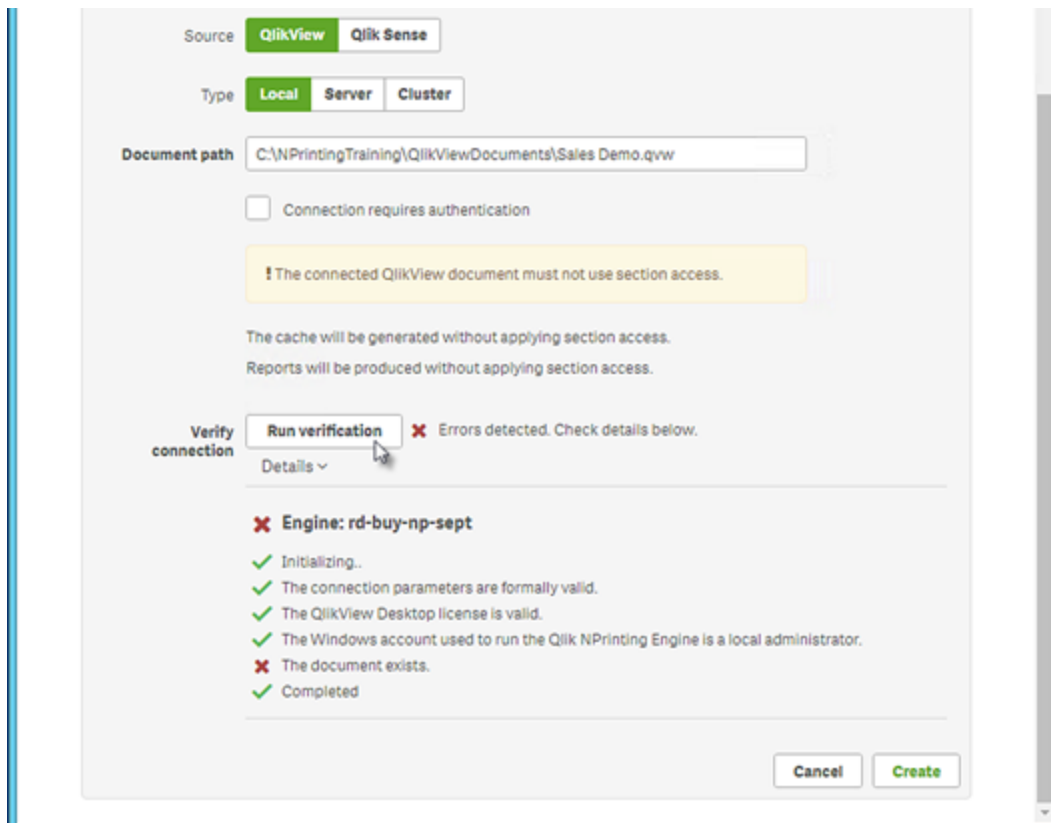 Source QlikView Qlik Sense
Type Local Server Cluster
Document path C:\NPrintingTraining\QlikViewDocuments\Sales Demo.qvw
Connection requires authentication
! The connected QlikView document must not use section access.
The cache will be generated without applying section access.
Reports will be produced without applying section access.
Verify connection Run verification Errors detected. Check details below.
Details
Engine: rd-buy-np-sept
Initializing..
The connection parameters are formally valid.
The QlikView Desktop license is valid.
The Windows account used to run the Qlik NPrinting Engine is a local administrator.
The document exists.
Completed
Cancel Create